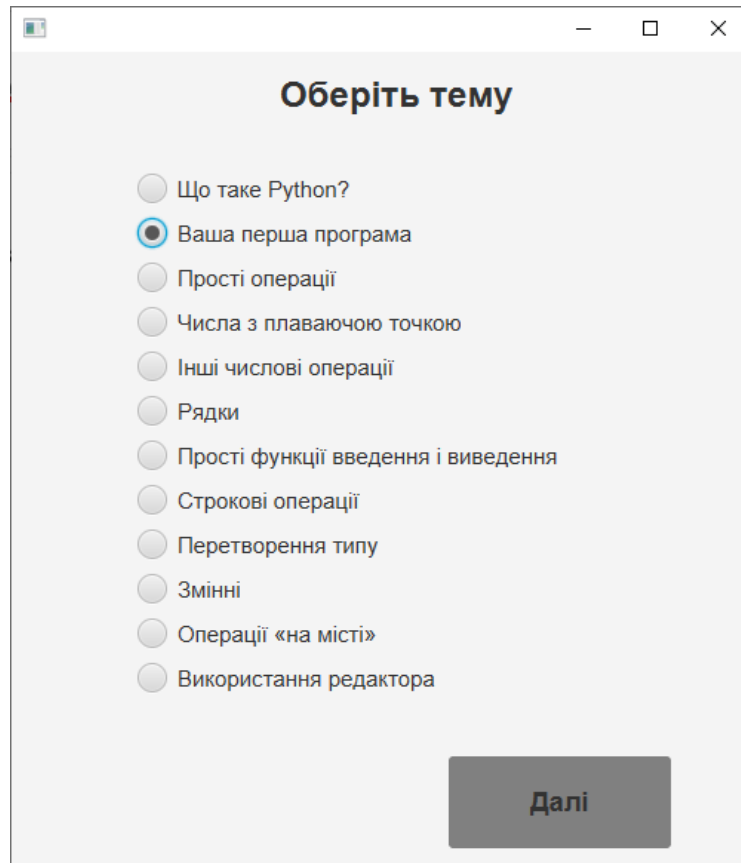 Оберіть тему
Що таке Python?
Ваша перша програма
Прості операції
Числа з плаваючою точкою
Інші числові операції
Рядки
Прості функції введення і виведення
Строкові операції
Перетворення типу
Змінні
Операції «на місті»
Використання редактора
Далі